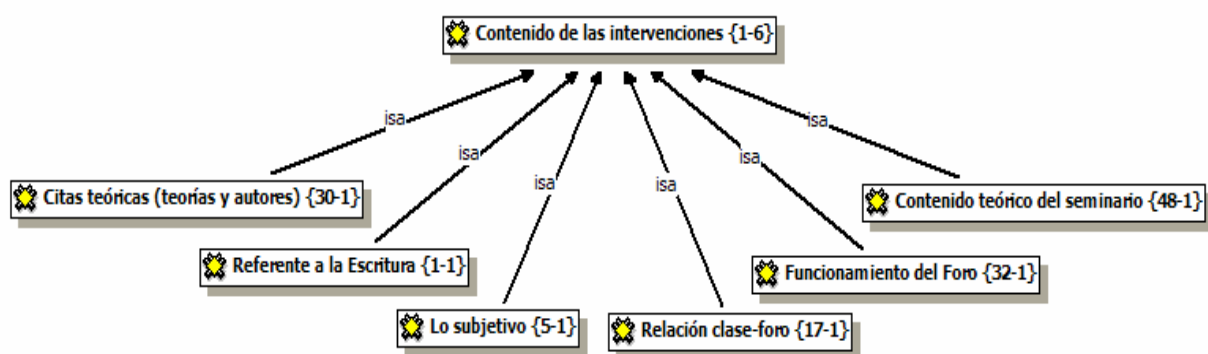 Contenido de las intervenciones {1-6}
isa
isa
isa
isa
isa
isa
Citas teóricas (teorías y autores) {30-1}
Contenido teórico del seminario {48-1}
Referente a la Escritura {1-1}
Funcionamiento del Foro {32-1}
Lo subjetivo {5-1}
Relación clase-foro {17-1}